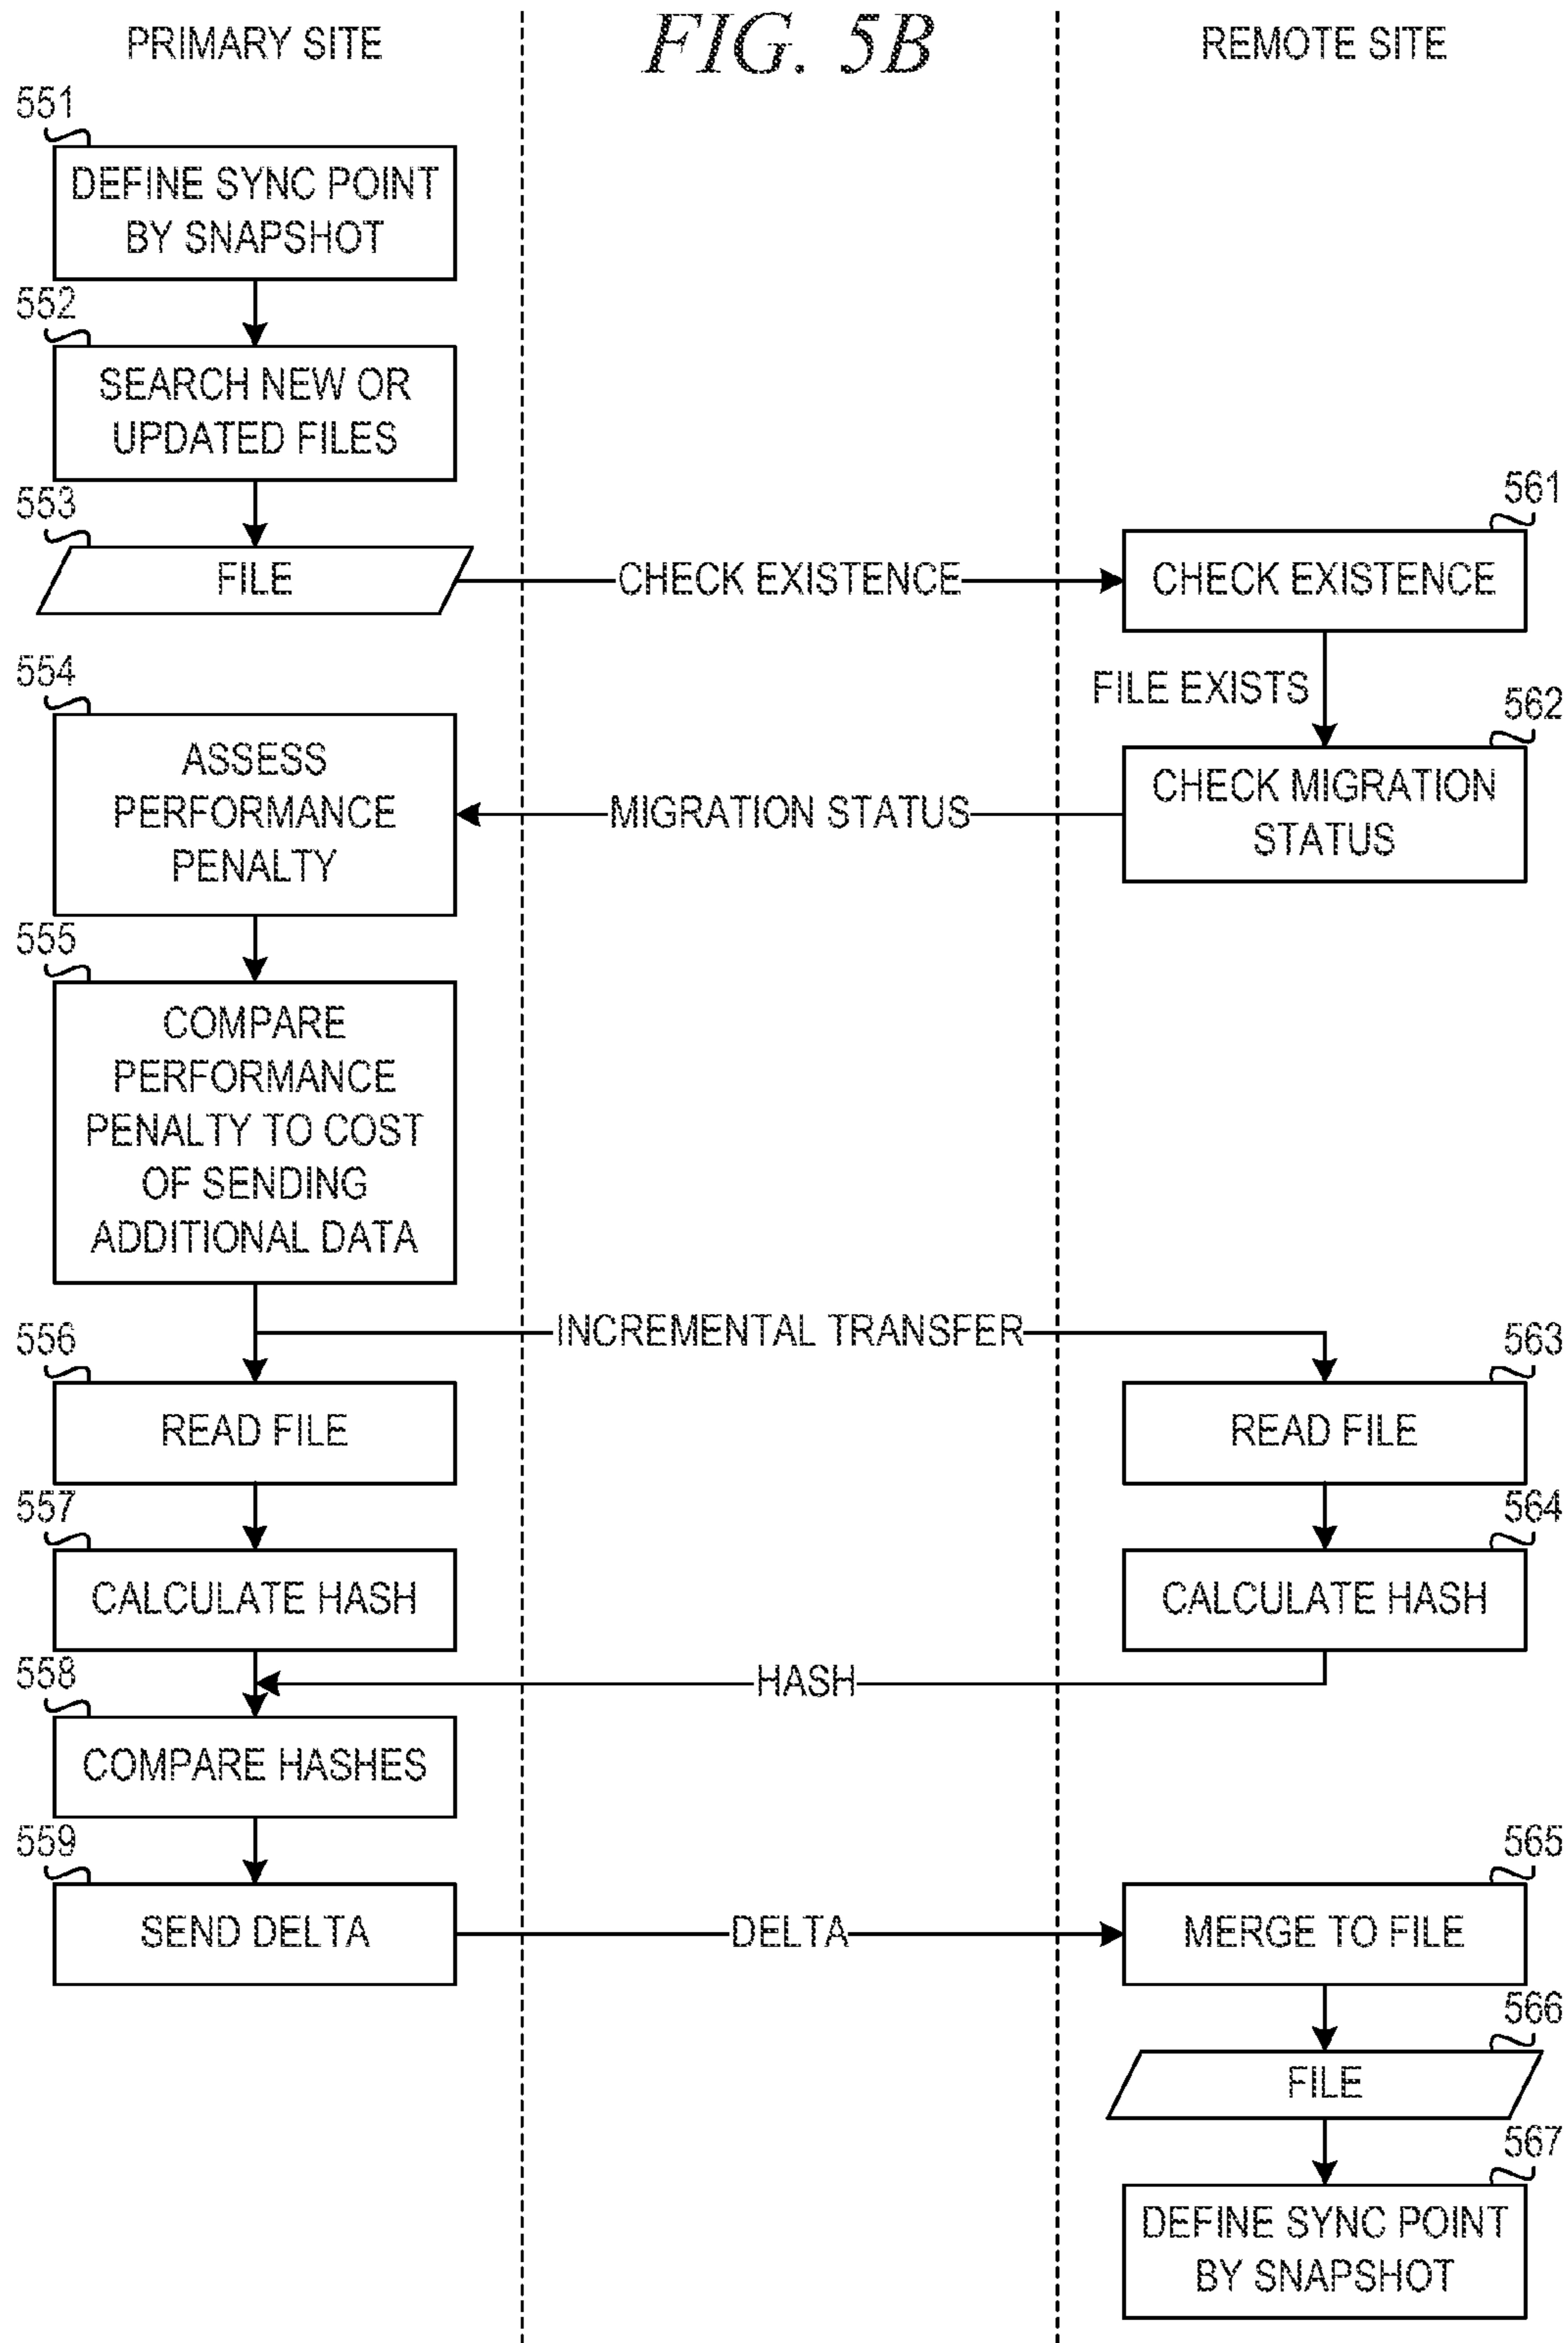 PRIMARY SITE
FIG. 5B
REMOTE SITE
551
DEFINE SYNC POINT
BY SNAPSHOT
552
SEARCH NEW OR
UPDATED FILES
553
FILE
CHECK EXISTENCE
561
CHECK EXISTENCE
FILE EXISTS
554
ASSESS
PERFORMANCE
PENALTY
MIGRATION STATUS
562
CHECK MIGRATION
STATUS
555
COMPARE
PERFORMANCE
PENALTY TO COST
OF SENDING
ADDITIONAL DATA
INCREMENTAL TRANSFER
556
READ FILE
563
READ FILE
557
CALCULATE HASH
564
CALCULATE HASH
HASH
558
COMPARE HASHES
559
SEND DELTA
DELTA
565
MERGE TO FILE
566
FILE
567
DEFINE SYNC POINT
BY SNAPSHOT